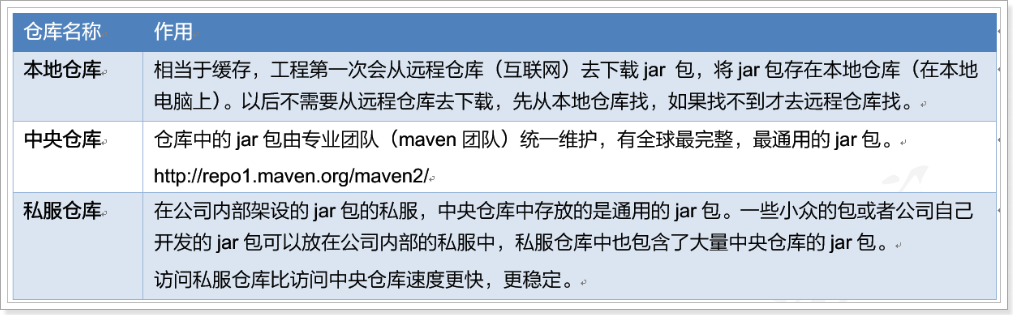 仓库名称 作用
本地仓库 相当于缓存，工程第一次会从远程仓库（互联网）去下载 jar 包，将 jar 包存在本地仓库（在本地
电脑上）。以后不需要从远程仓库去下载，先从本地仓库找，如果找不到才去远程仓库找。
中央仓库 仓库中的 jar 包由专业团队（maven 团队）统一维护，有全球最完整，最通用的 jar 包。
http://repo1.maven.org/maven2/
私服仓库 在公司内部架设的 jar 包的私服，中央仓库中存放的是通用的 jar 包。一些小众的包或者公司自己
开发的 jar 包可以放在公司内部的私服中，私服仓库中也包含了大量中央仓库的 jar 包。
访问私服仓库比访问中央仓库速度更快，更稳定。